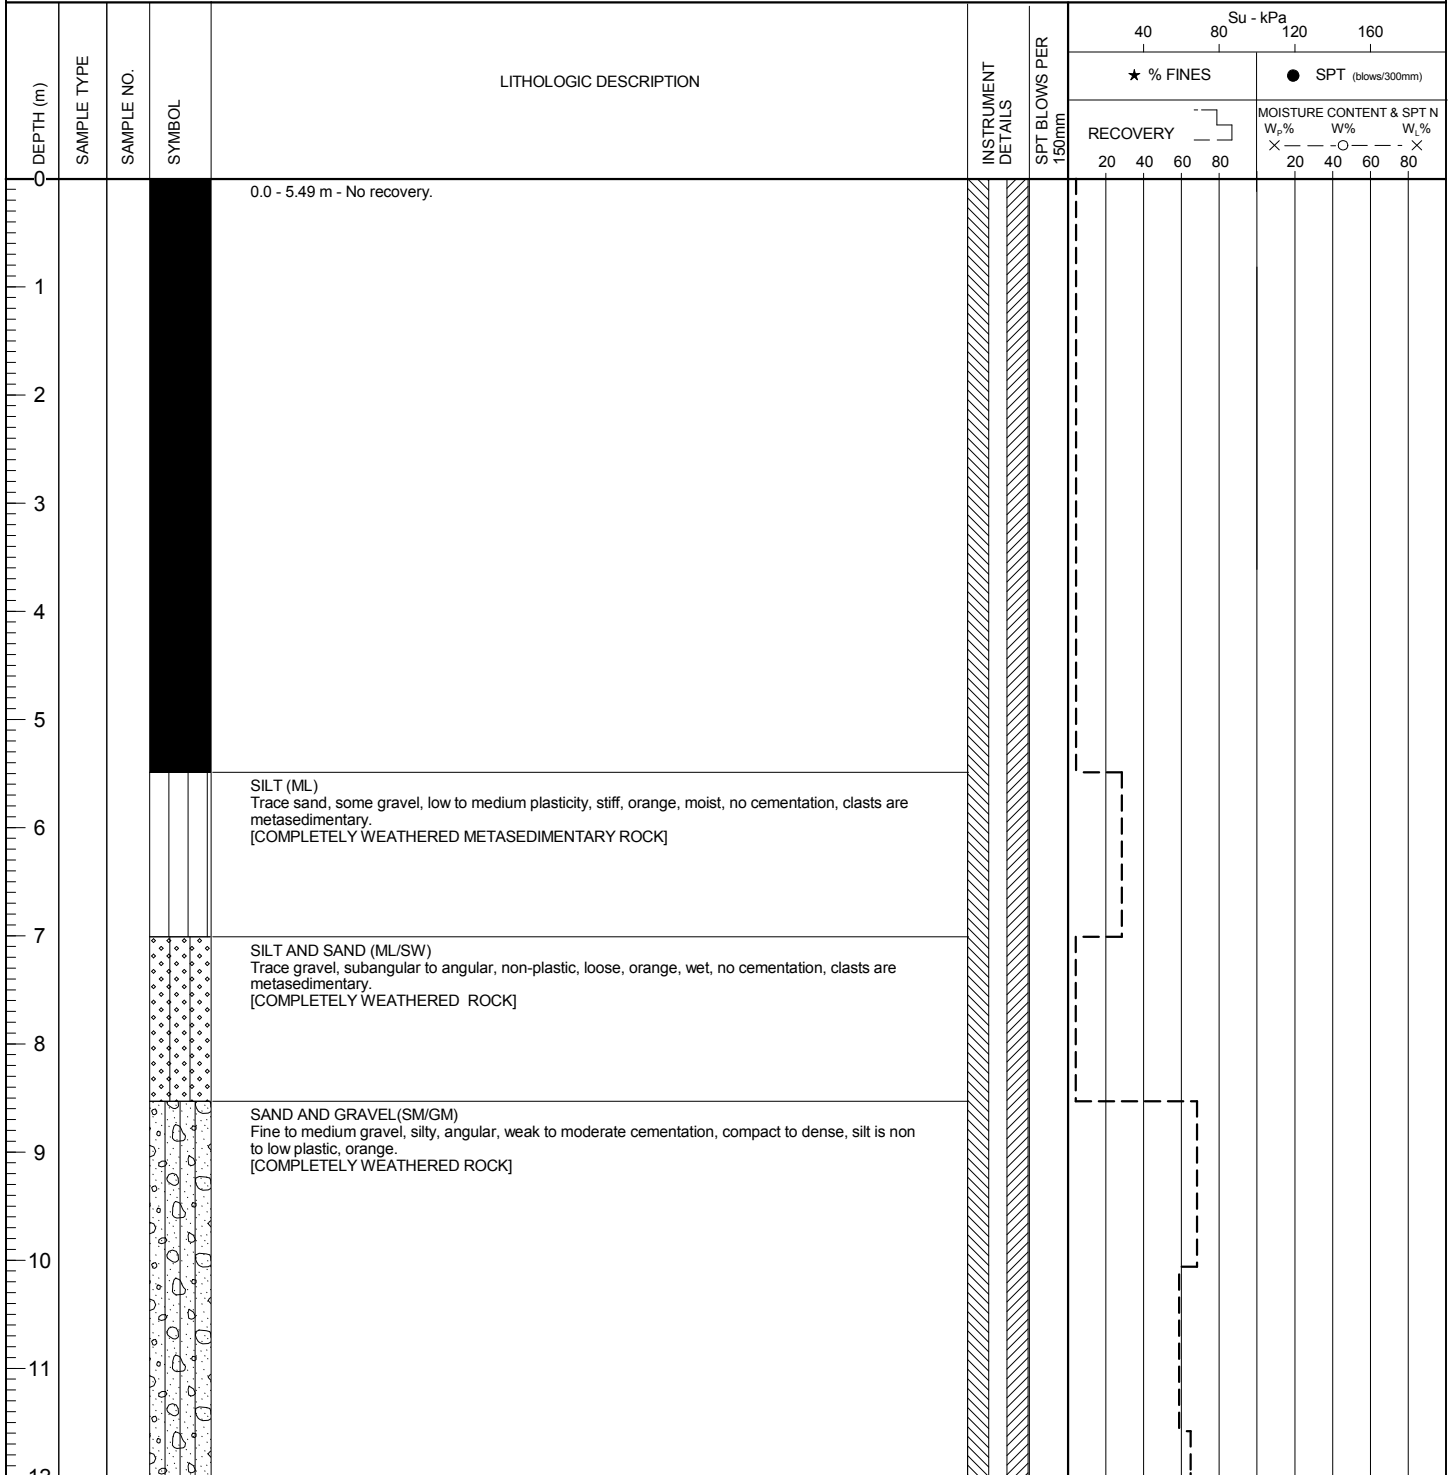 Su - kPa
40 80 120 160
DEPTH (m)
SAMPLE TYPE
SAMPLE NO.
SYMBOL
LITHOLOGIC DESCRIPTION
INSTRUMENT
DETAILS
SPT BLOWS PER
150mm
★ % FINES
● SPT (blows/300mm)
RECOVERY
MOISTURE CONTENT & SPT N
WP% W% WL%
20 40 60 80 20 40 60 80
0
0.0 - 5.49 m - No recovery.
1
2
3
4
5
SILT (ML)
Trace sand, some gravel, low to medium plasticity, stiff, orange, moist, no cementation, clasts are
metasedimentary.
6
[COMPLETELY WEATHERED METASEDIMENTARY ROCK]
7
SILT AND SAND (ML/SW)
Trace gravel, subangular to angular, non-plastic, loose, orange, wet, no cementation, clasts are
metasedimentary.
[COMPLETELY WEATHERED ROCK]
8
SAND AND GRAVEL(SM/GM)
Fine to medium gravel, silty, angular, weak to moderate cementation, compact to dense, silt is non
to low plastic, orange.
9
[COMPLETELY WEATHERED ROCK]
10
11
12